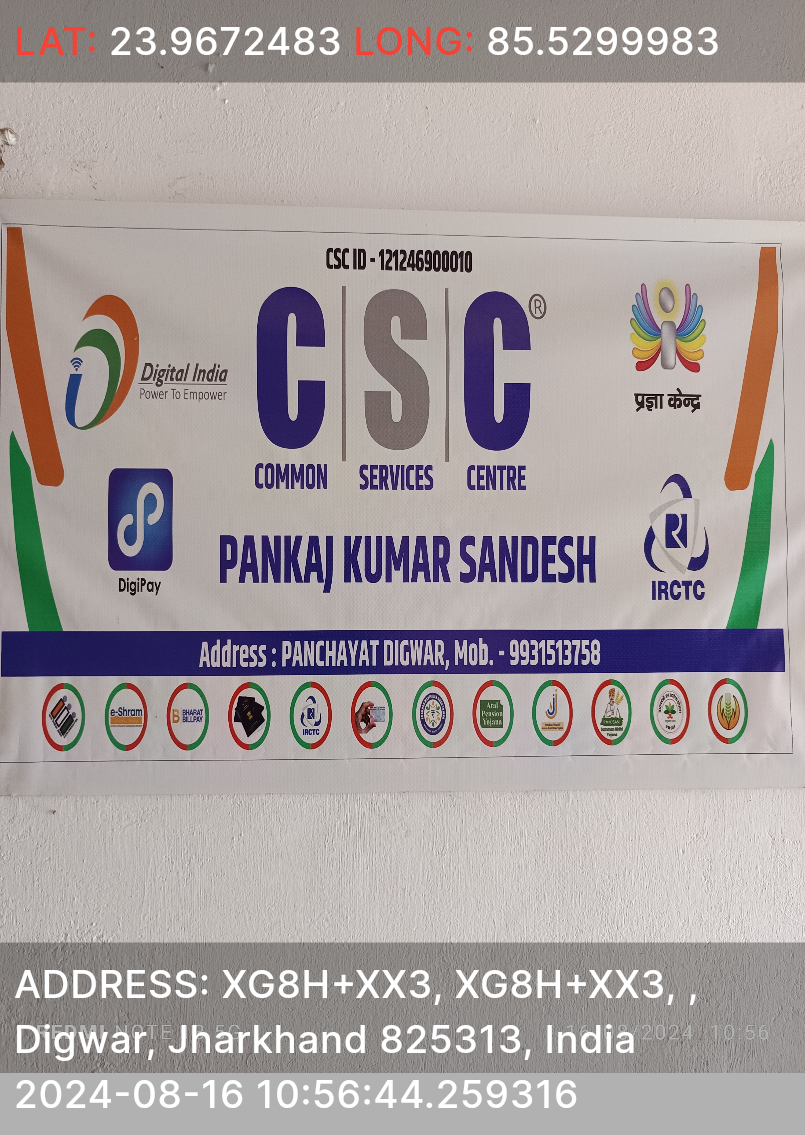 LAT: 23.9672483 LONG: 85.5299983
CSC ID - 121246900010
CSC®
Digital India
Power To Empower
प्रज्ञा केन्द्र
COMMON SERVICES CENTRE
DigiPay
PANKAJ KUMAR SANDESH
IRCTC
Address : PANCHAYAT DIGWAR, Mob. - 9931513758
e-Shram
BHARAT BILLPAY
IRCTC
Atal Pension Yojana
ADDRESS: XG8H+XX3, XG8H+XX3, ,
Digwar, Jharkhand 825313, India
2024-08-16 10:56:44.259316